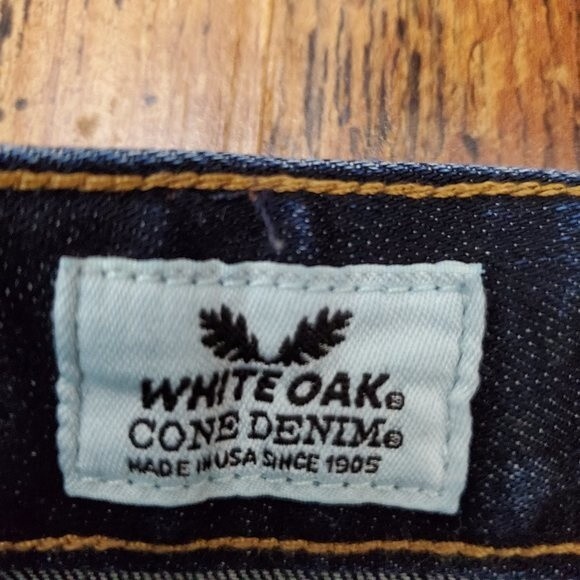 WHITE OAK®
CONE DENIM®
MADE IN USA SINCE 1905